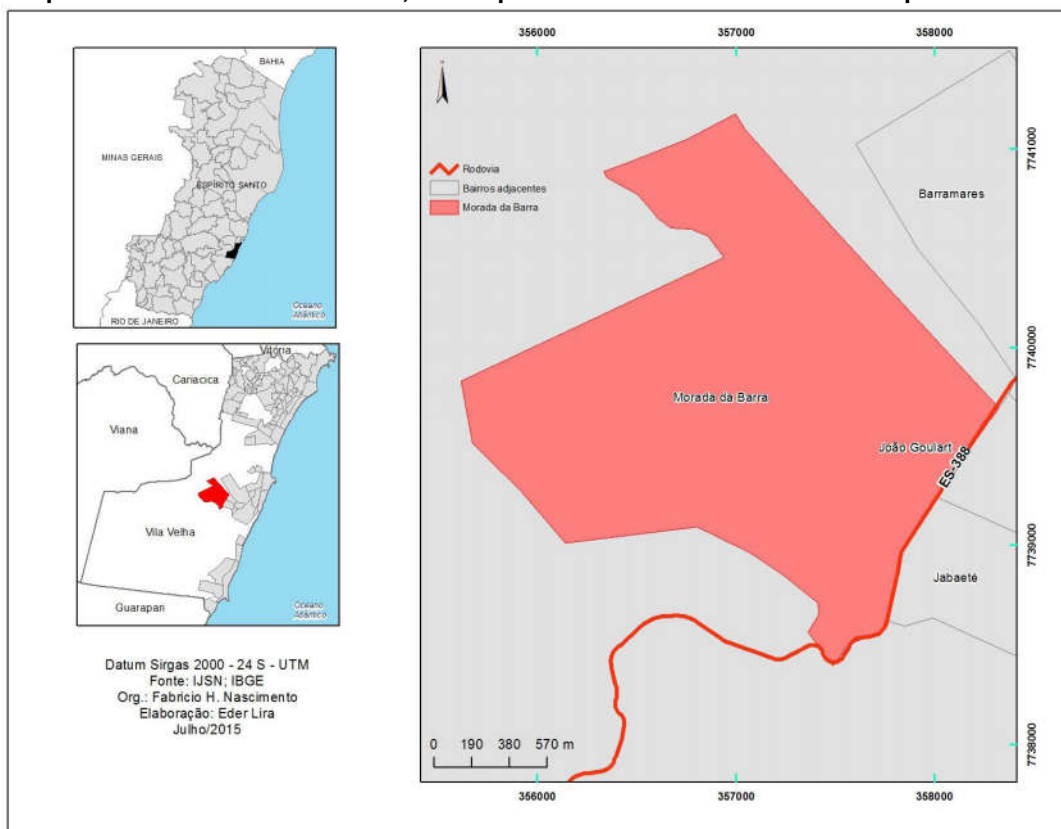 BAHIA
MINAS GERAIS
ESPÍRITO SANTO
RIO DE JANEIRO
Oceano
Atlântico
Vitória
Cariacica
Viana
Vila Velha
Guarapari
Oceano
Atlântico
Datum Sirgas 2000 - 24 S - UTM
Fonte: IJSN; IBGE
Org.: Fabricio H. Nascimento
Elaboração: Eder Lira
Julho/2015
356000
357000
358000
Rodovia
Bairros adjacentes
Morada da Barra
7741000
Barramares
7740000
Morada da Barra
João Goulart
ES-388
7739000
Jabaeté
7738000
0 190 380 570 m
356000
357000
358000